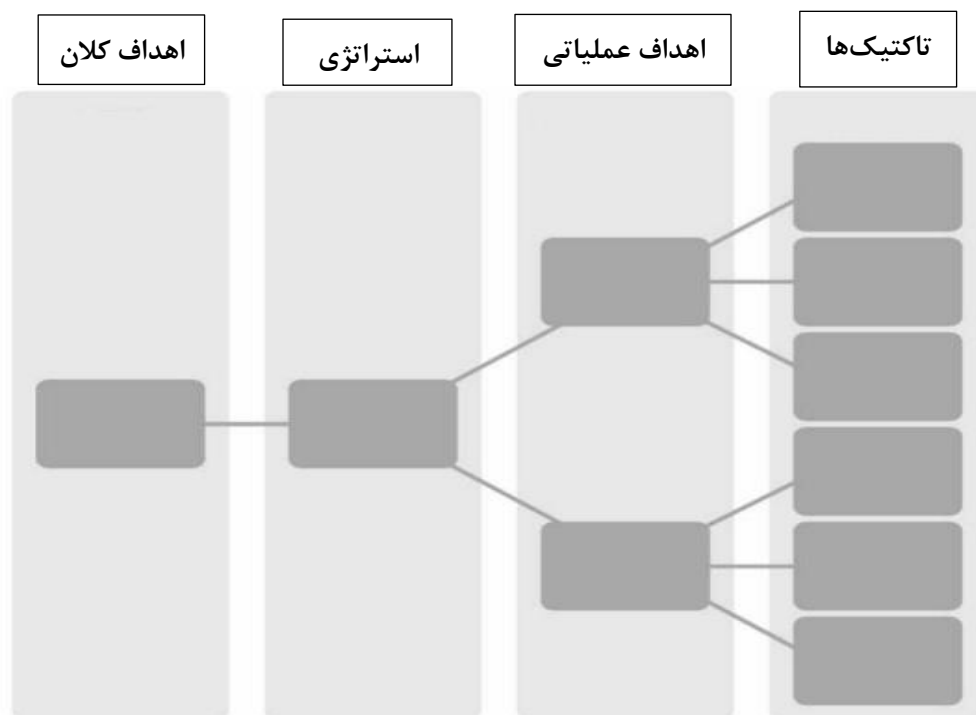 اهداف کلان
استراتژی
اهداف عملیاتی
تاکتیک‌ها